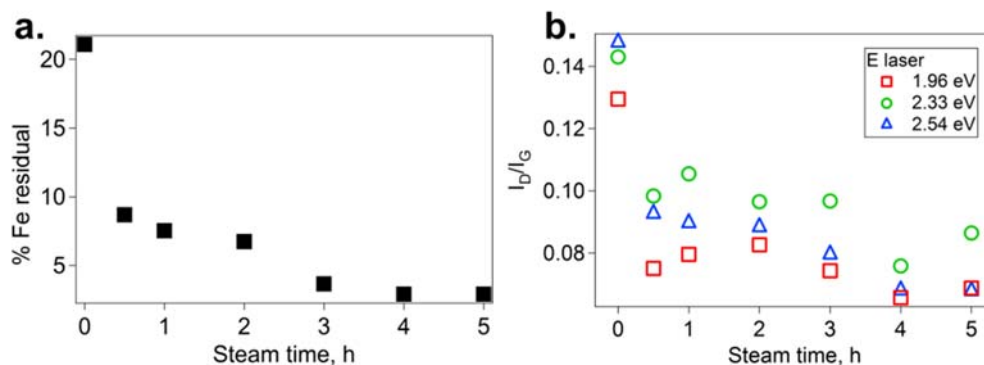 a.
% Fe residual
20
15
10
5
0 1 2 3 4 5
Steam time, h
b.
I_D/I_G
0.14
0.12
0.10
0.08
E laser
1.96 eV
2.33 eV
2.54 eV
0 1 2 3 4 5
Steam time, h